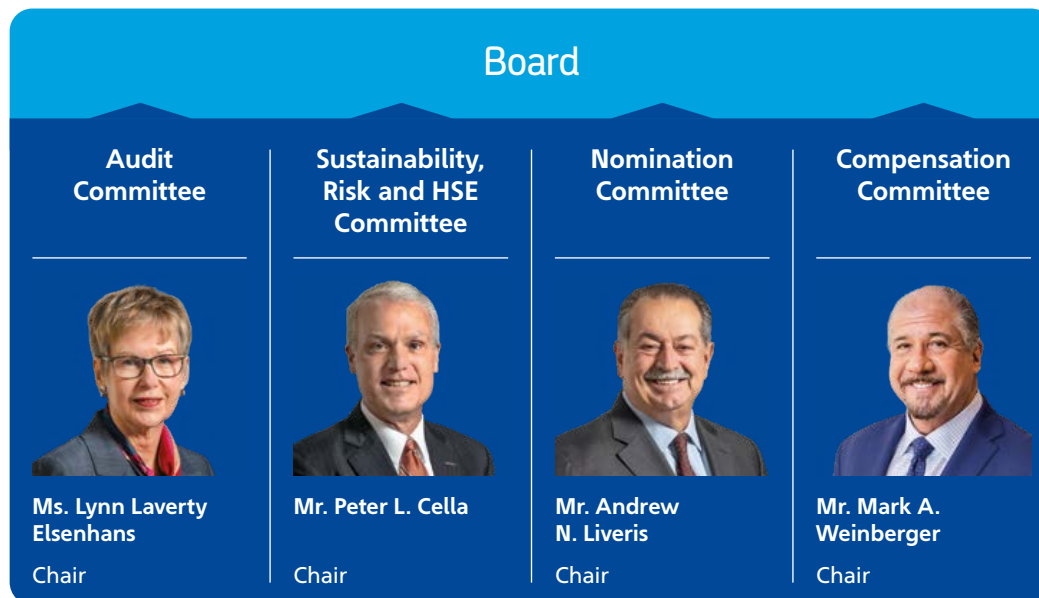 Board
Audit
Committee
Sustainability,
Risk and HSE
Committee
Nomination
Committee
Compensation
Committee
Ms. Lynn Laverty
Elsenhans
Chair
Mr. Peter L. Cella
Chair
Mr. Andrew
N. Liveris
Chair
Mr. Mark A.
Weinberger
Chair